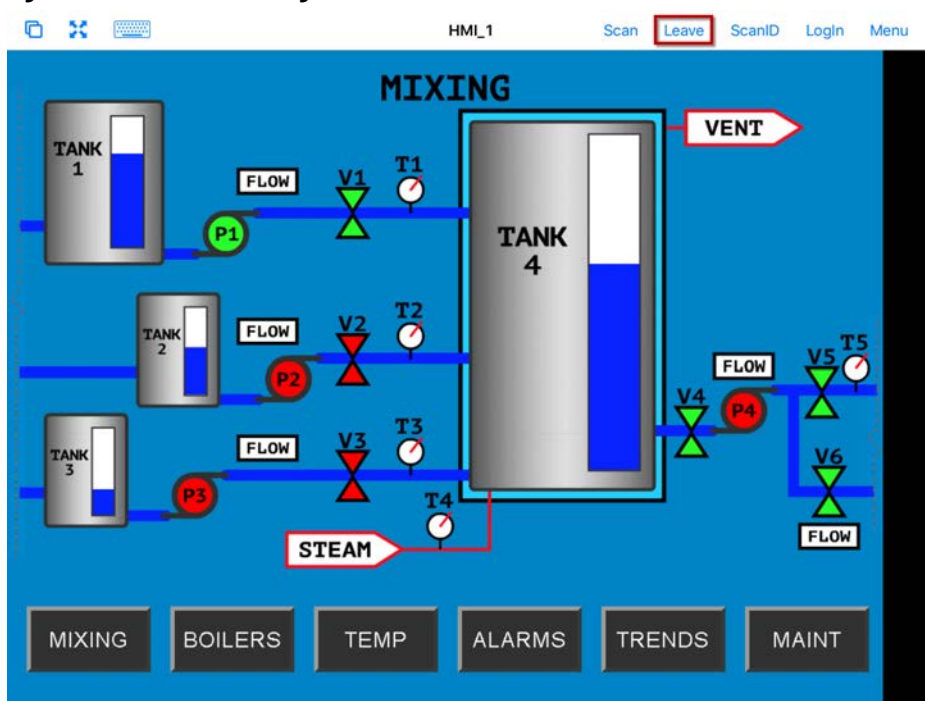 HMI_1 Scan Leave ScanID LogIn Menu
MIXING
VENT
TANK
1
FLOW
V1
T1
P1
TANK
4
TANK
2
FLOW
V2
T2
P2
TANK
3
FLOW
V3
T3
P3
T4
STEAM
V4
FLOW
P4
V5
T5
V6
FLOW
MIXING BOILERS TEMP ALARMS TRENDS MAINT